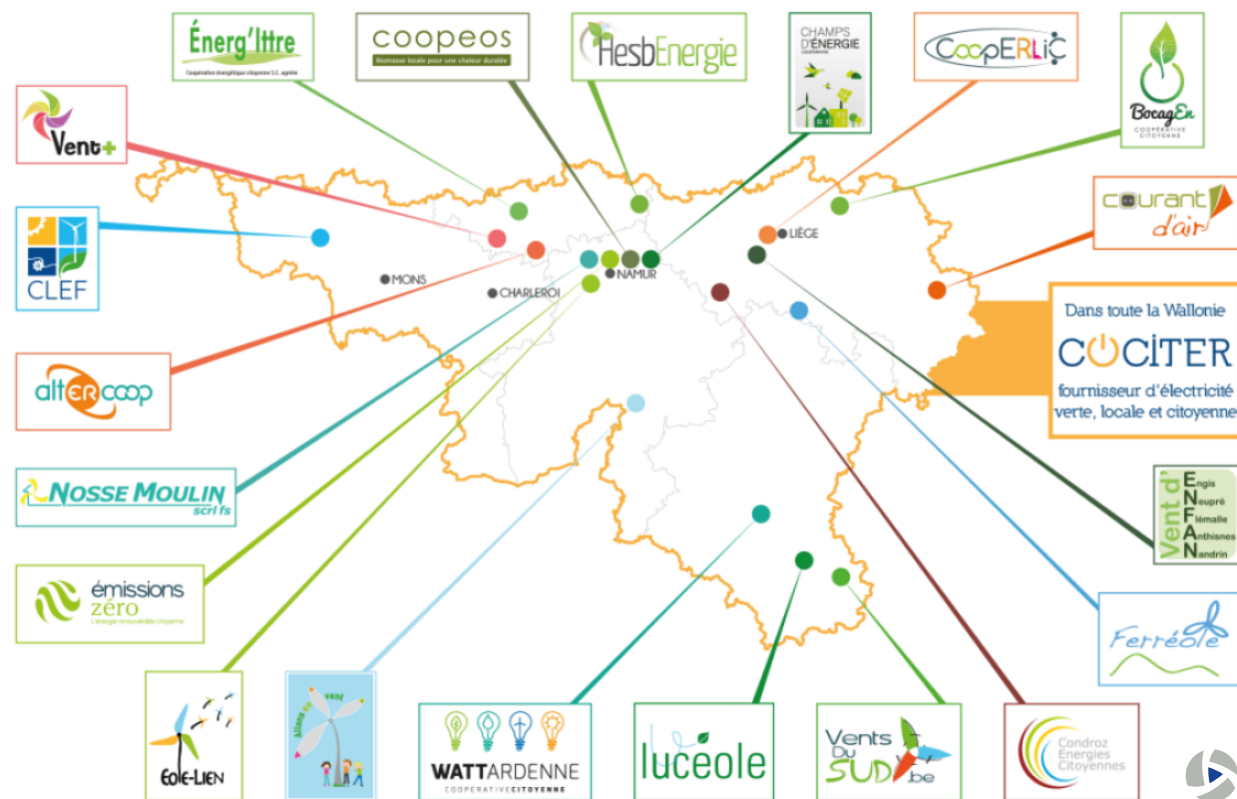 Énerg'Ittre
Coopérative énergétique citoyenne S.C. agréée
coopeos
Biomasse locale pour une chaleur durable
HesbEnergie
CHAMPS
D'ÉNERGIE
COOPÉRATIVE
CoopERLiC
BocagEn
COOPÉRATIVE
CITOYENNE
Vent+
courant
d'air
CLEF
LIÈGE
MONS
NAMUR
CHARLEROI
Dans toute la Wallonie
COCITER
fournisseur d'électricité
verte, locale et citoyenne
altERcoop
NOSSE MOULIN
scrl fs
Vent d'
Engis
Neupré
Flémalle
Anthisnes
Nandrin
émissions
zéro
L'énergie renouvelable citoyenne
Ferréole
EOLE-LIEN
Allons en vent
WATTARDENNE
COOPÉRATIVECITOYENNE
lucéole
Vents
Du
SUD.be
Condroz
Energies
Citoyennes